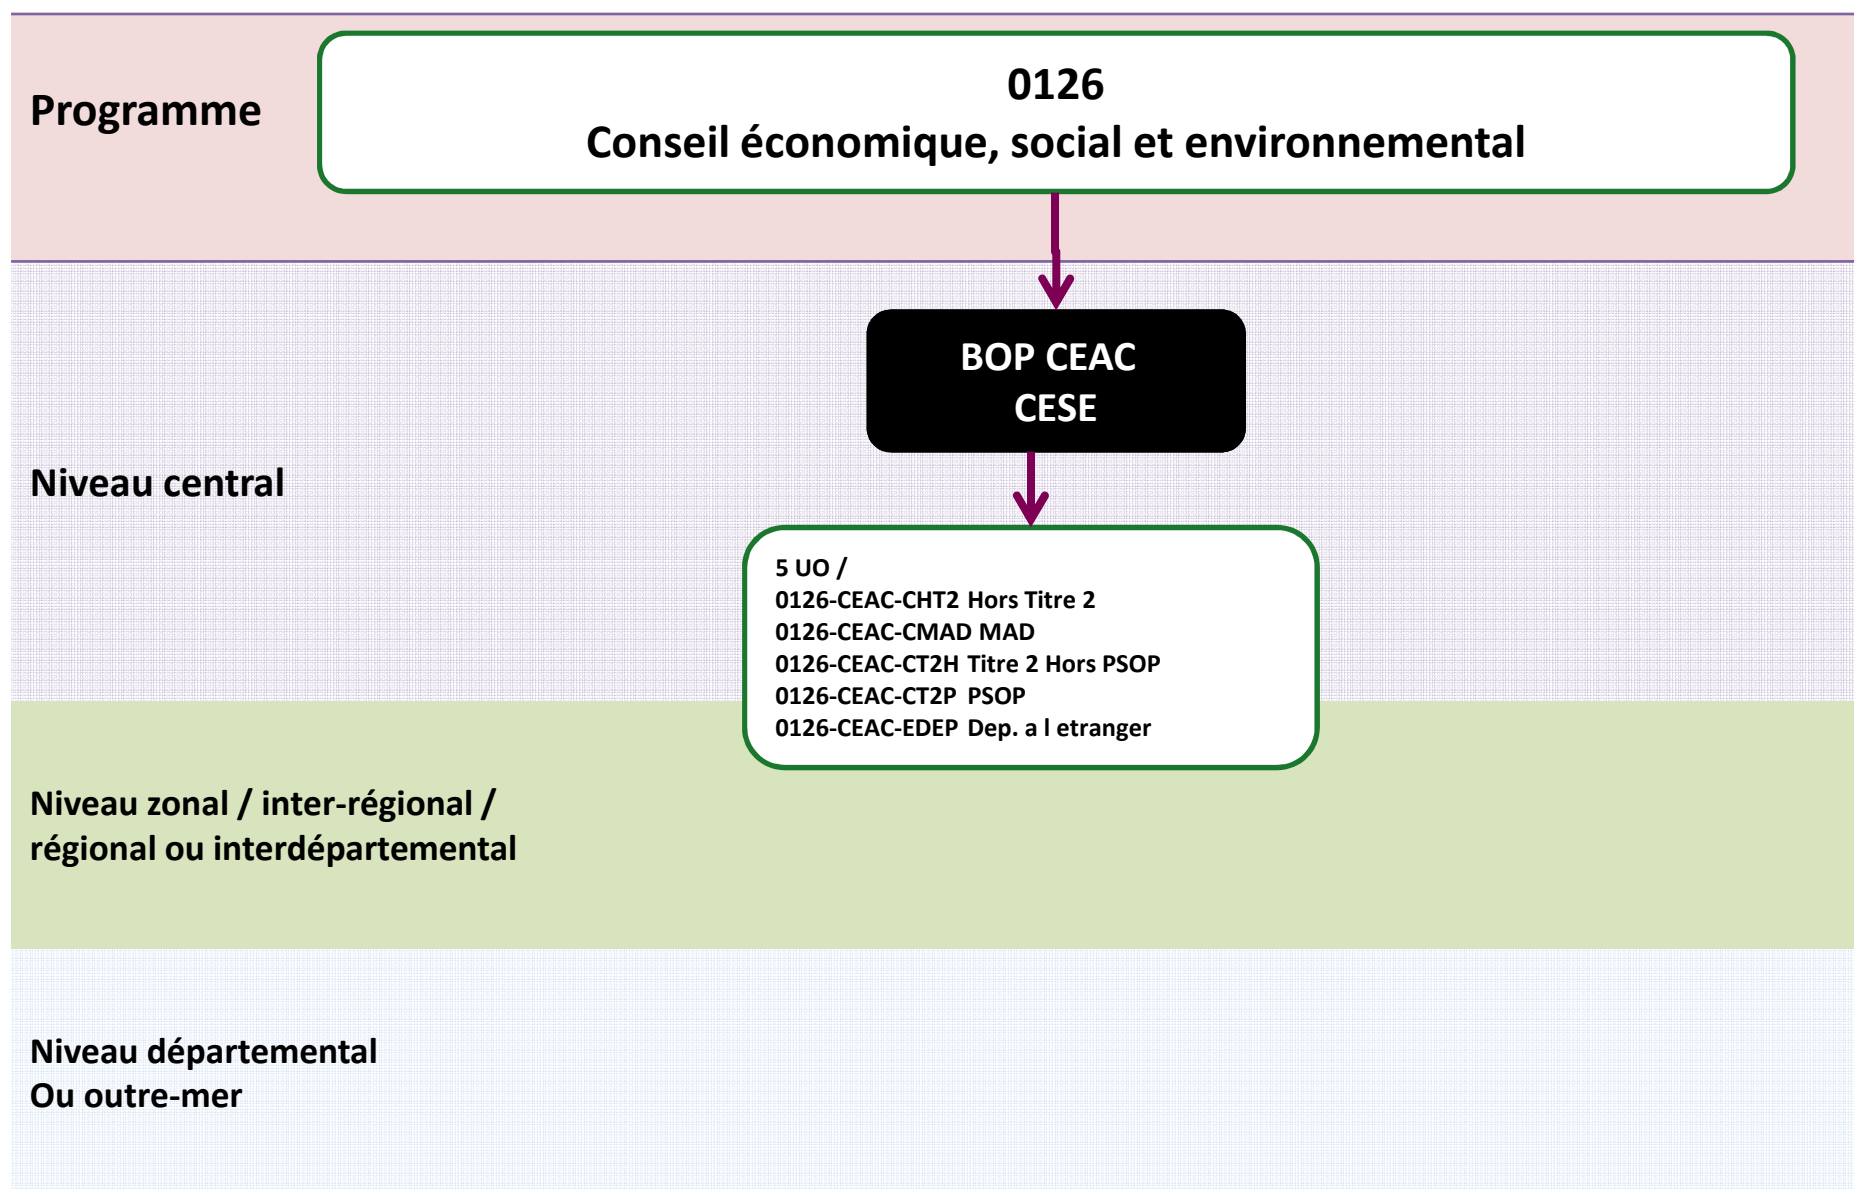 Programme
0126
Conseil économique, social et environnemental
BOP CEAC
CESE
Niveau central
5 UO /
0126-CEAC-CHT2 Hors Titre 2
0126-CEAC-CMAD MAD
0126-CEAC-CT2H Titre 2 Hors PSOP
0126-CEAC-CT2P PSOP
0126-CEAC-EDEP Dep. a l etranger
Niveau zonal / inter-régional /
régional ou interdépartemental
Niveau départemental
Ou outre-mer